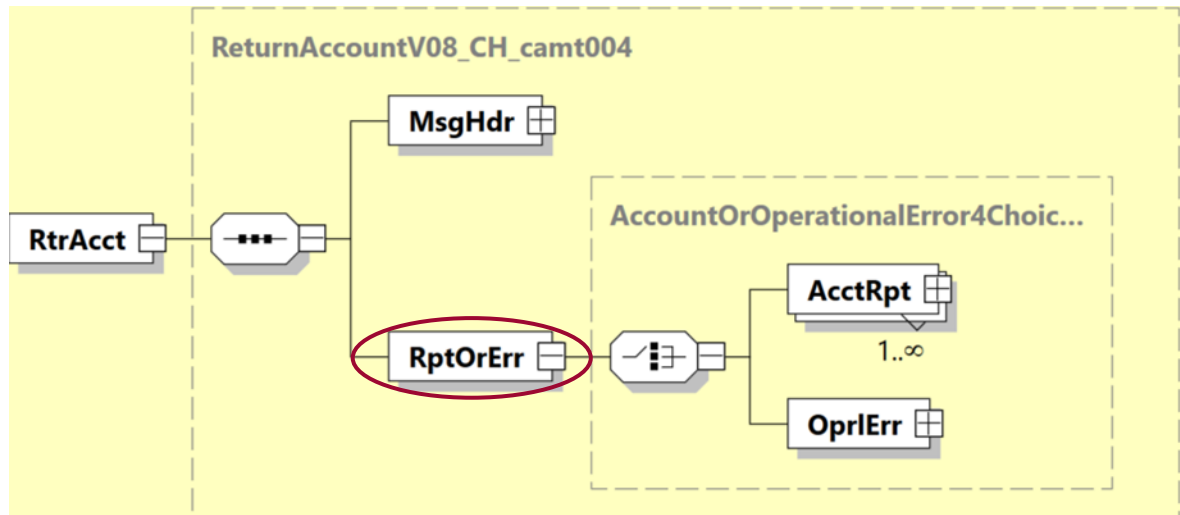 ReturnAccountV08_CH_camt004
MsgHdr
AccountOrOperationalError4Choic...
RtrAcct
AcctRpt
1..∞
RptOrErr
OprlErr